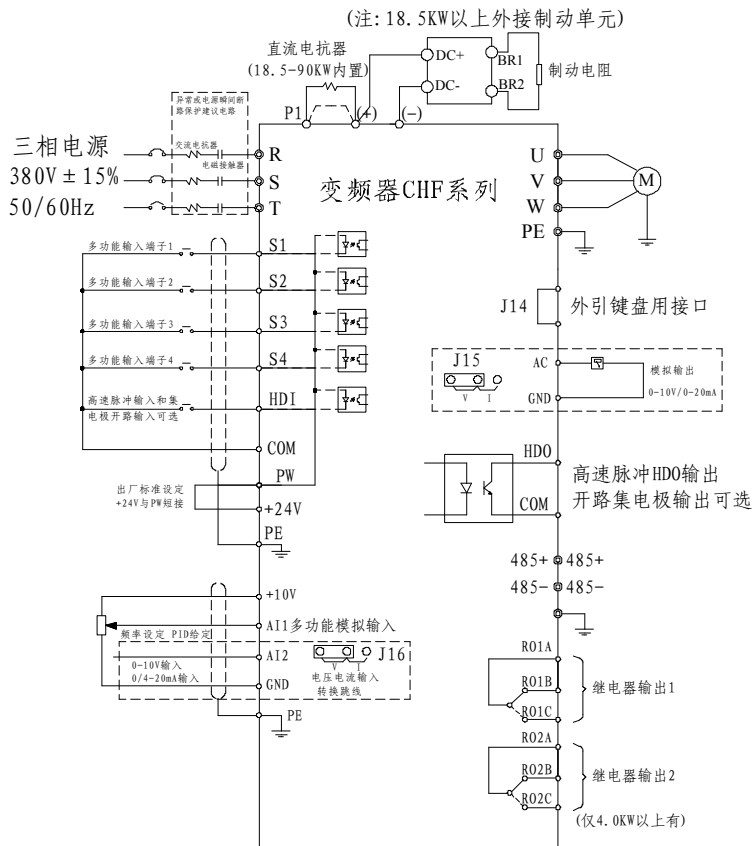 (注:18.5KW以上外接制动单元)
直流电抗器
(18.5-90KW内置)
DC+
BR1
DC-
BR2
制动电阻
P1
(+)
(-)
异常或电源瞬间断
路保护建议电路
三相电源
380V±15%
50/60Hz
交流电抗器
电磁接触器
R
S
T
变频器CHF系列
U
V
W
PE
M
多功能输入端子1
S1
多功能输入端子2
S2
多功能输入端子3
S3
多功能输入端子4
S4
高速脉冲输入和集
电极开路输入可选
HDI
COM
PW
出厂标准设定
+24V与PW短接
+24V
PE
J14
外引键盘用接口
J15
V I
AC
GND
模拟输出
0-10V/0-20mA
HDO
COM
高速脉冲HDO输出
开路集电极输出可选
485+ 485+
485- 485-
+10V
AI1多功能模拟输入
频率设定 PID给定
AI2
0-10V输入
0/4-20mA输入
GND
J16
V I
电压电流输入
转换跳线
PE
RO1A
RO1B
RO1C
继电器输出1
RO2A
RO2B
RO2C
继电器输出2
(仅4.0KW以上有)